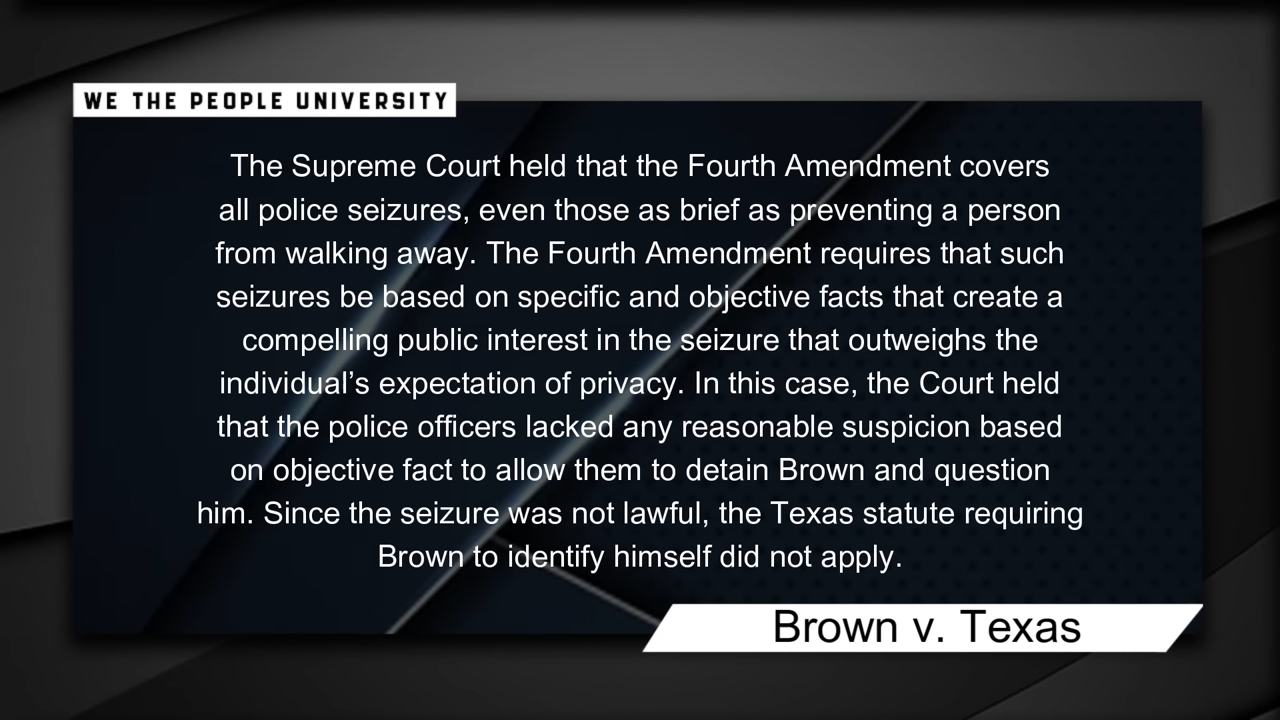 WE THE PEOPLE UNIVERSITY
The Supreme Court held that the Fourth Amendment covers
all police seizures, even those as brief as preventing a person
from walking away. The Fourth Amendment requires that such
seizures be based on specific and objective facts that create a
compelling public interest in the seizure that outweighs the
individual’s expectation of privacy. In this case, the Court held
that the police officers lacked any reasonable suspicion based
on objective fact to allow them to detain Brown and question
him. Since the seizure was not lawful, the Texas statute requiring
Brown to identify himself did not apply.
Brown v. Texas